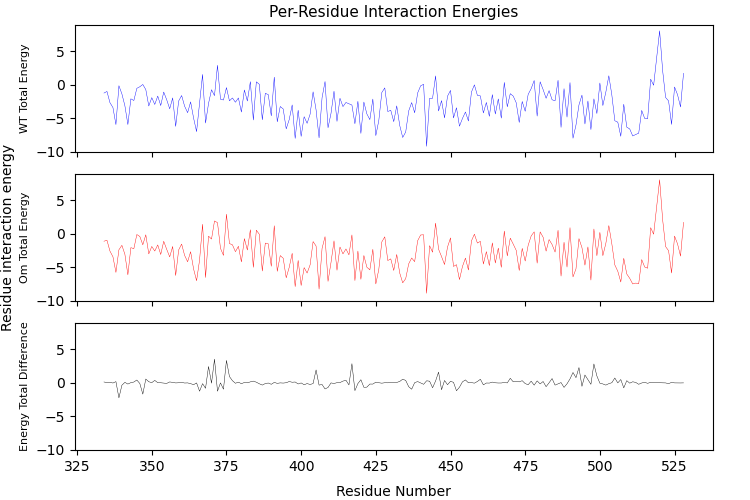 Per-Residue Interaction Energies
WT Total Energy
5
0
−5
−10
Residue interaction energy
Om Total Energy
5
0
−5
−10
Energy Total Difference
5
0
−5
−10
325 350 375 400 425 450 475 500 525
Residue Number